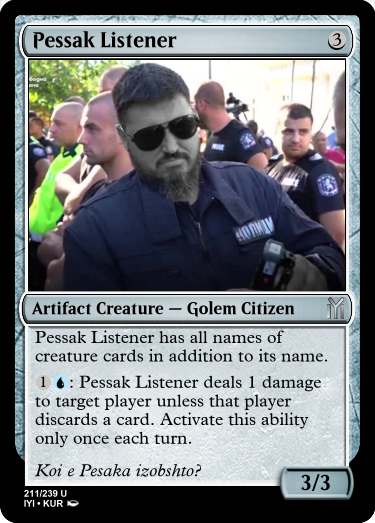 Pessak Listener 3
Artifact Creature — Golem Citizen
Pessak Listener has all names of
creature cards in addition to its name.
1 : Pessak Listener deals 1 damage
to target player unless that player
discards a card. Activate this ability
only once each turn.
Koi e Pesaka izobshto?
3/3
211/239 U
IYI • KUR